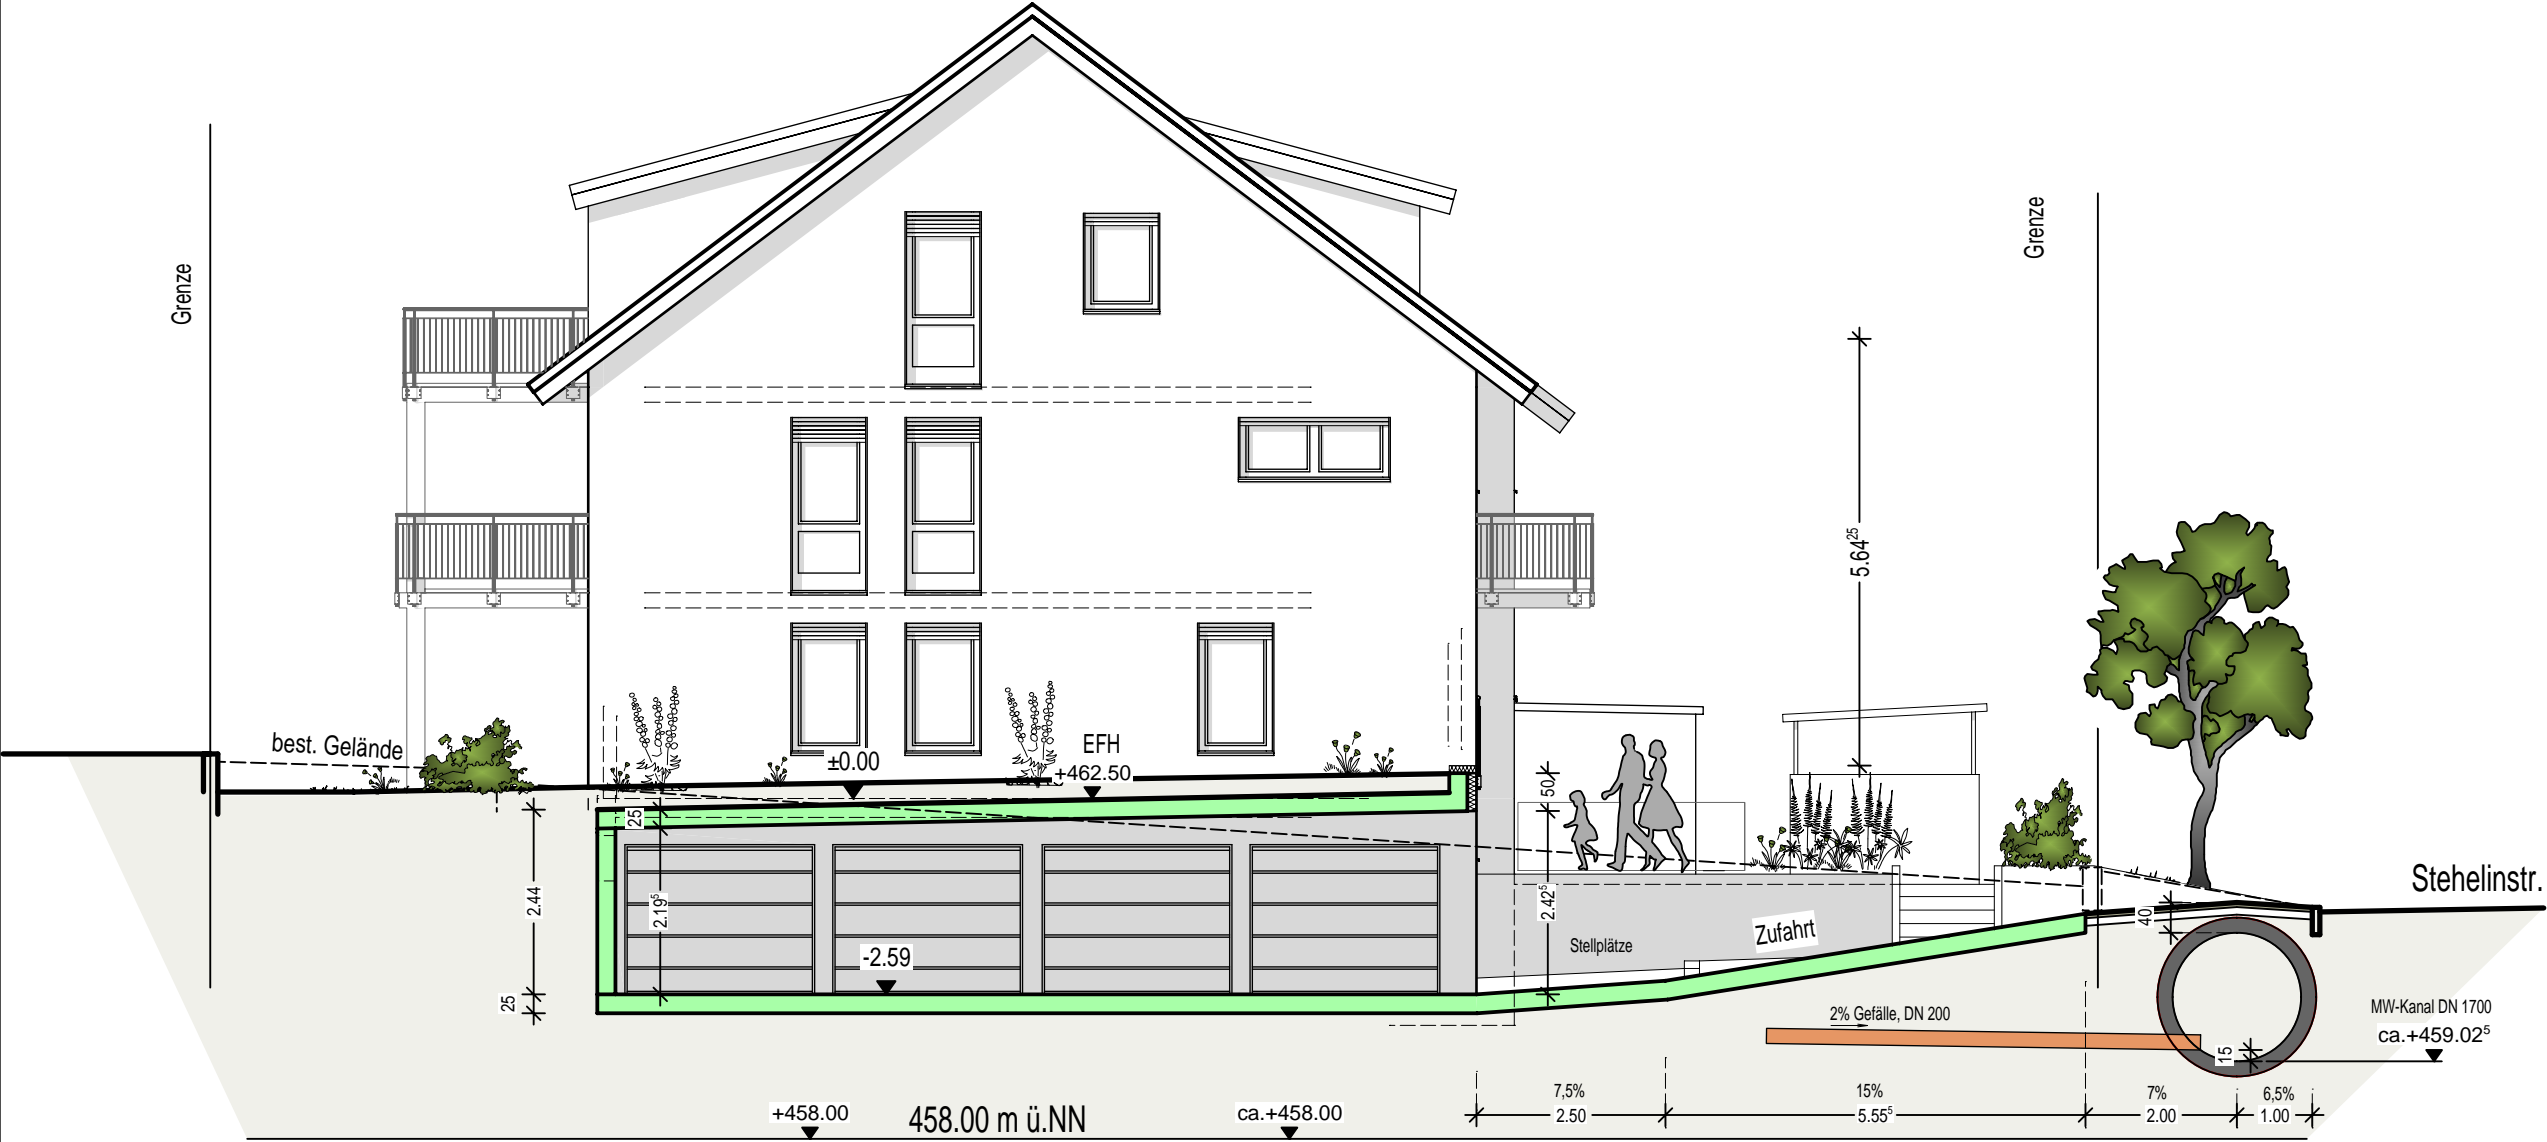 Grenze
Grenze
5.64²⁵
best. Gelände
±0.00
EFH
+462.50
50
25
2.44
2.19⁵
2.42⁵
-2.59
25
Stellplätze
Zufahrt
40
Stehelinstr.
2% Gefälle, DN 200
MW-Kanal DN 1700
ca.+459.02⁵
15
7,5%
15%
7%
6,5%
2.50
5.55⁵
2.00
1.00
+458.00
458.00 m ü.NN
ca.+458.00